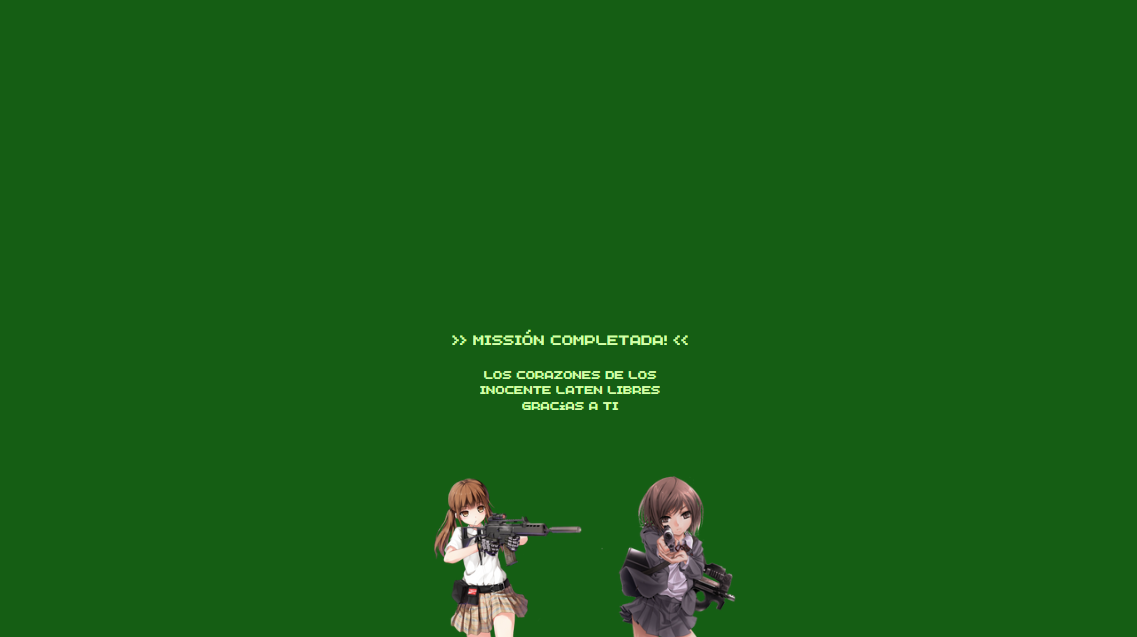 >> MISSIÓN COMPLETADA! <<
LOS CORAZONES DE LOS
INOCENTE LATEN LIBRES
GRACiAS A TI